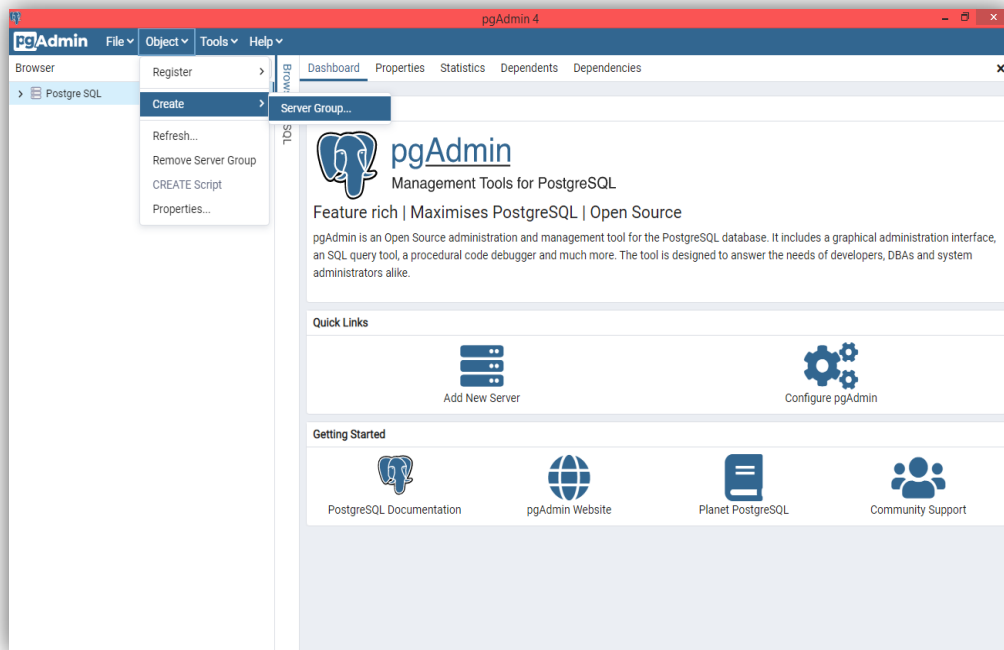 pgAdmin 4
pgAdmin File Object Tools Help
Browser
Postgre SQL
Register
Create
Server Group...
Refresh...
Remove Server Group
CREATE Script
Properties...
Brow
SQL
Dashboard Properties Statistics Dependents Dependencies
pgAdmin
Management Tools for PostgreSQL
Feature rich | Maximises PostgreSQL | Open Source
pgAdmin is an Open Source administration and management tool for the PostgreSQL database. It includes a graphical administration interface,
an SQL query tool, a procedural code debugger and much more. The tool is designed to answer the needs of developers, DBAs and system
administrators alike.
Quick Links
Add New Server
Configure pgAdmin
Getting Started
PostgreSQL Documentation
pgAdmin Website
Planet PostgreSQL
Community Support